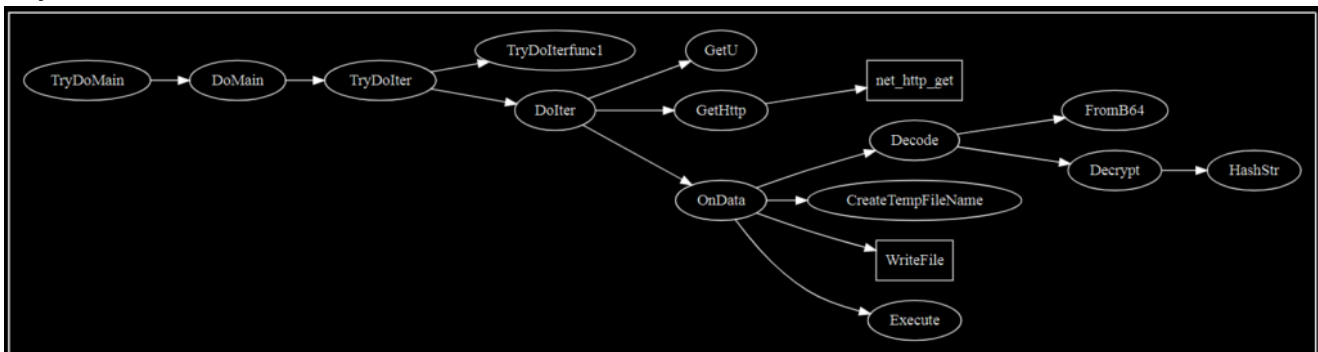 TryDoMain
DoMain
TryDoIter
TryDoIterfunc1
DoIter
GetU
GetHttp
net_http_get
OnData
Decode
FromB64
Decrypt
HashStr
CreateTempFileName
WriteFile
Execute